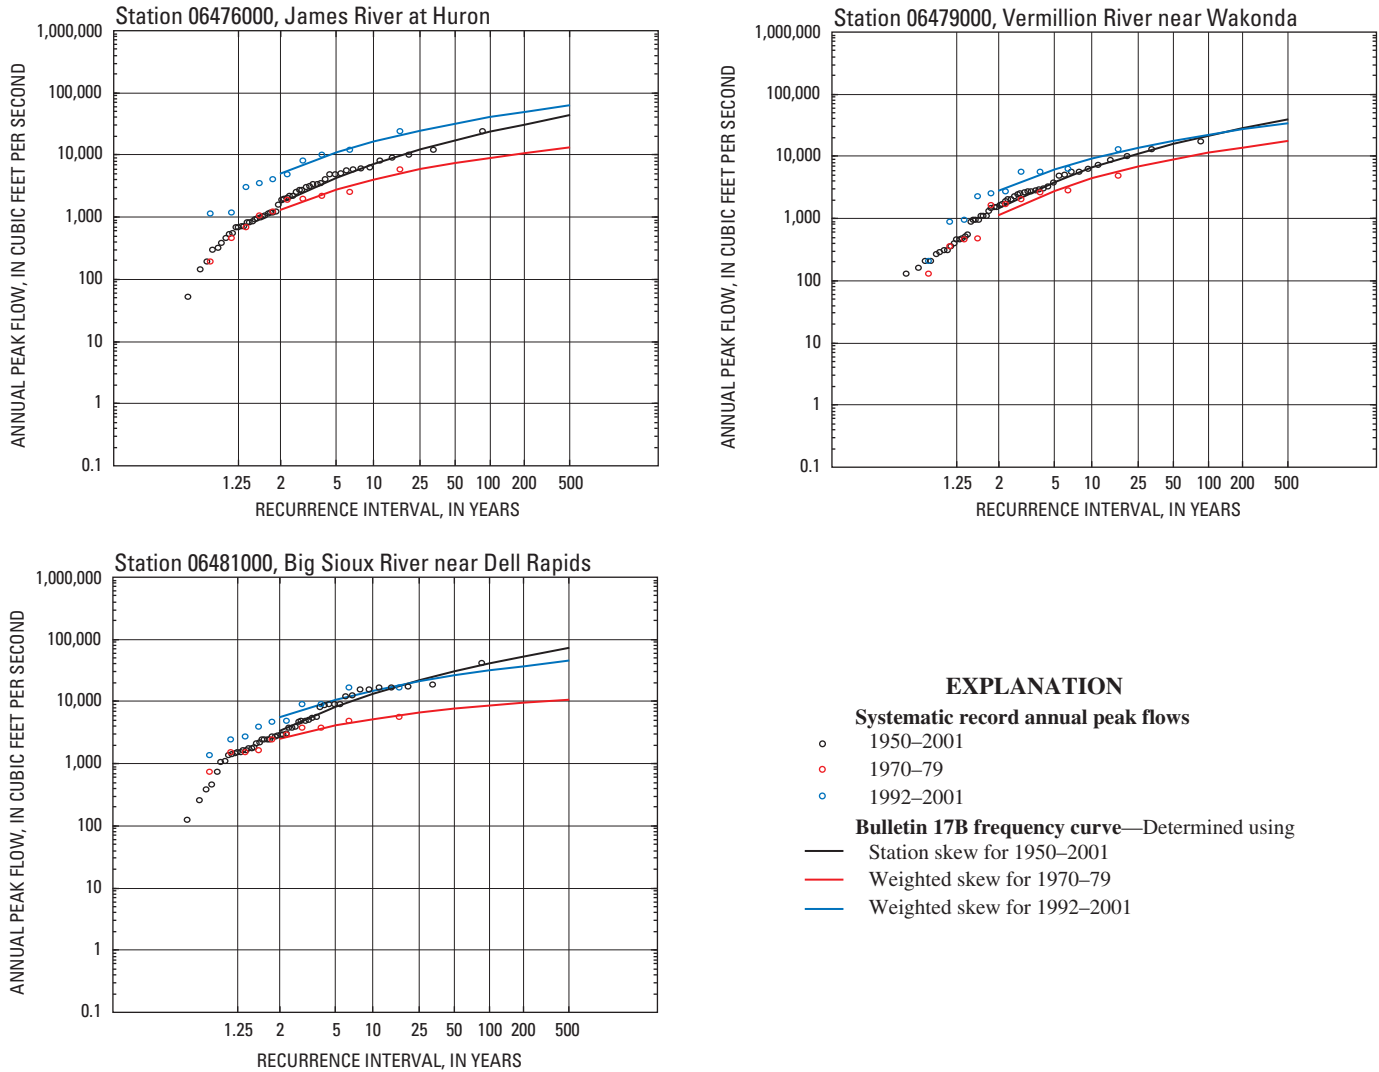 Station 06476000, James River at Huron
1,000,000
100,000
10,000
1,000
100
10
1
0.1
ANNUAL PEAK FLOW, IN CUBIC FEET PER SECOND
1.25 2 5 10 25 50 100 200 500
RECURRENCE INTERVAL, IN YEARS
Station 06479000, Vermillion River near Wakonda
1,000,000
100,000
10,000
1,000
100
10
1
0.1
ANNUAL PEAK FLOW, IN CUBIC FEET PER SECOND
1.25 2 5 10 25 50 100 200 500
RECURRENCE INTERVAL, IN YEARS
Station 06481000, Big Sioux River near Dell Rapids
1,000,000
100,000
10,000
1,000
100
10
1
0.1
ANNUAL PEAK FLOW, IN CUBIC FEET PER SECOND
1.25 2 5 10 25 50 100 200 500
RECURRENCE INTERVAL, IN YEARS
EXPLANATION
Systematic record annual peak flows
1950–2001
1970–79
1992–2001
Bulletin 17B frequency curve—Determined using
Station skew for 1950–2001
Weighted skew for 1970–79
Weighted skew for 1992–2001